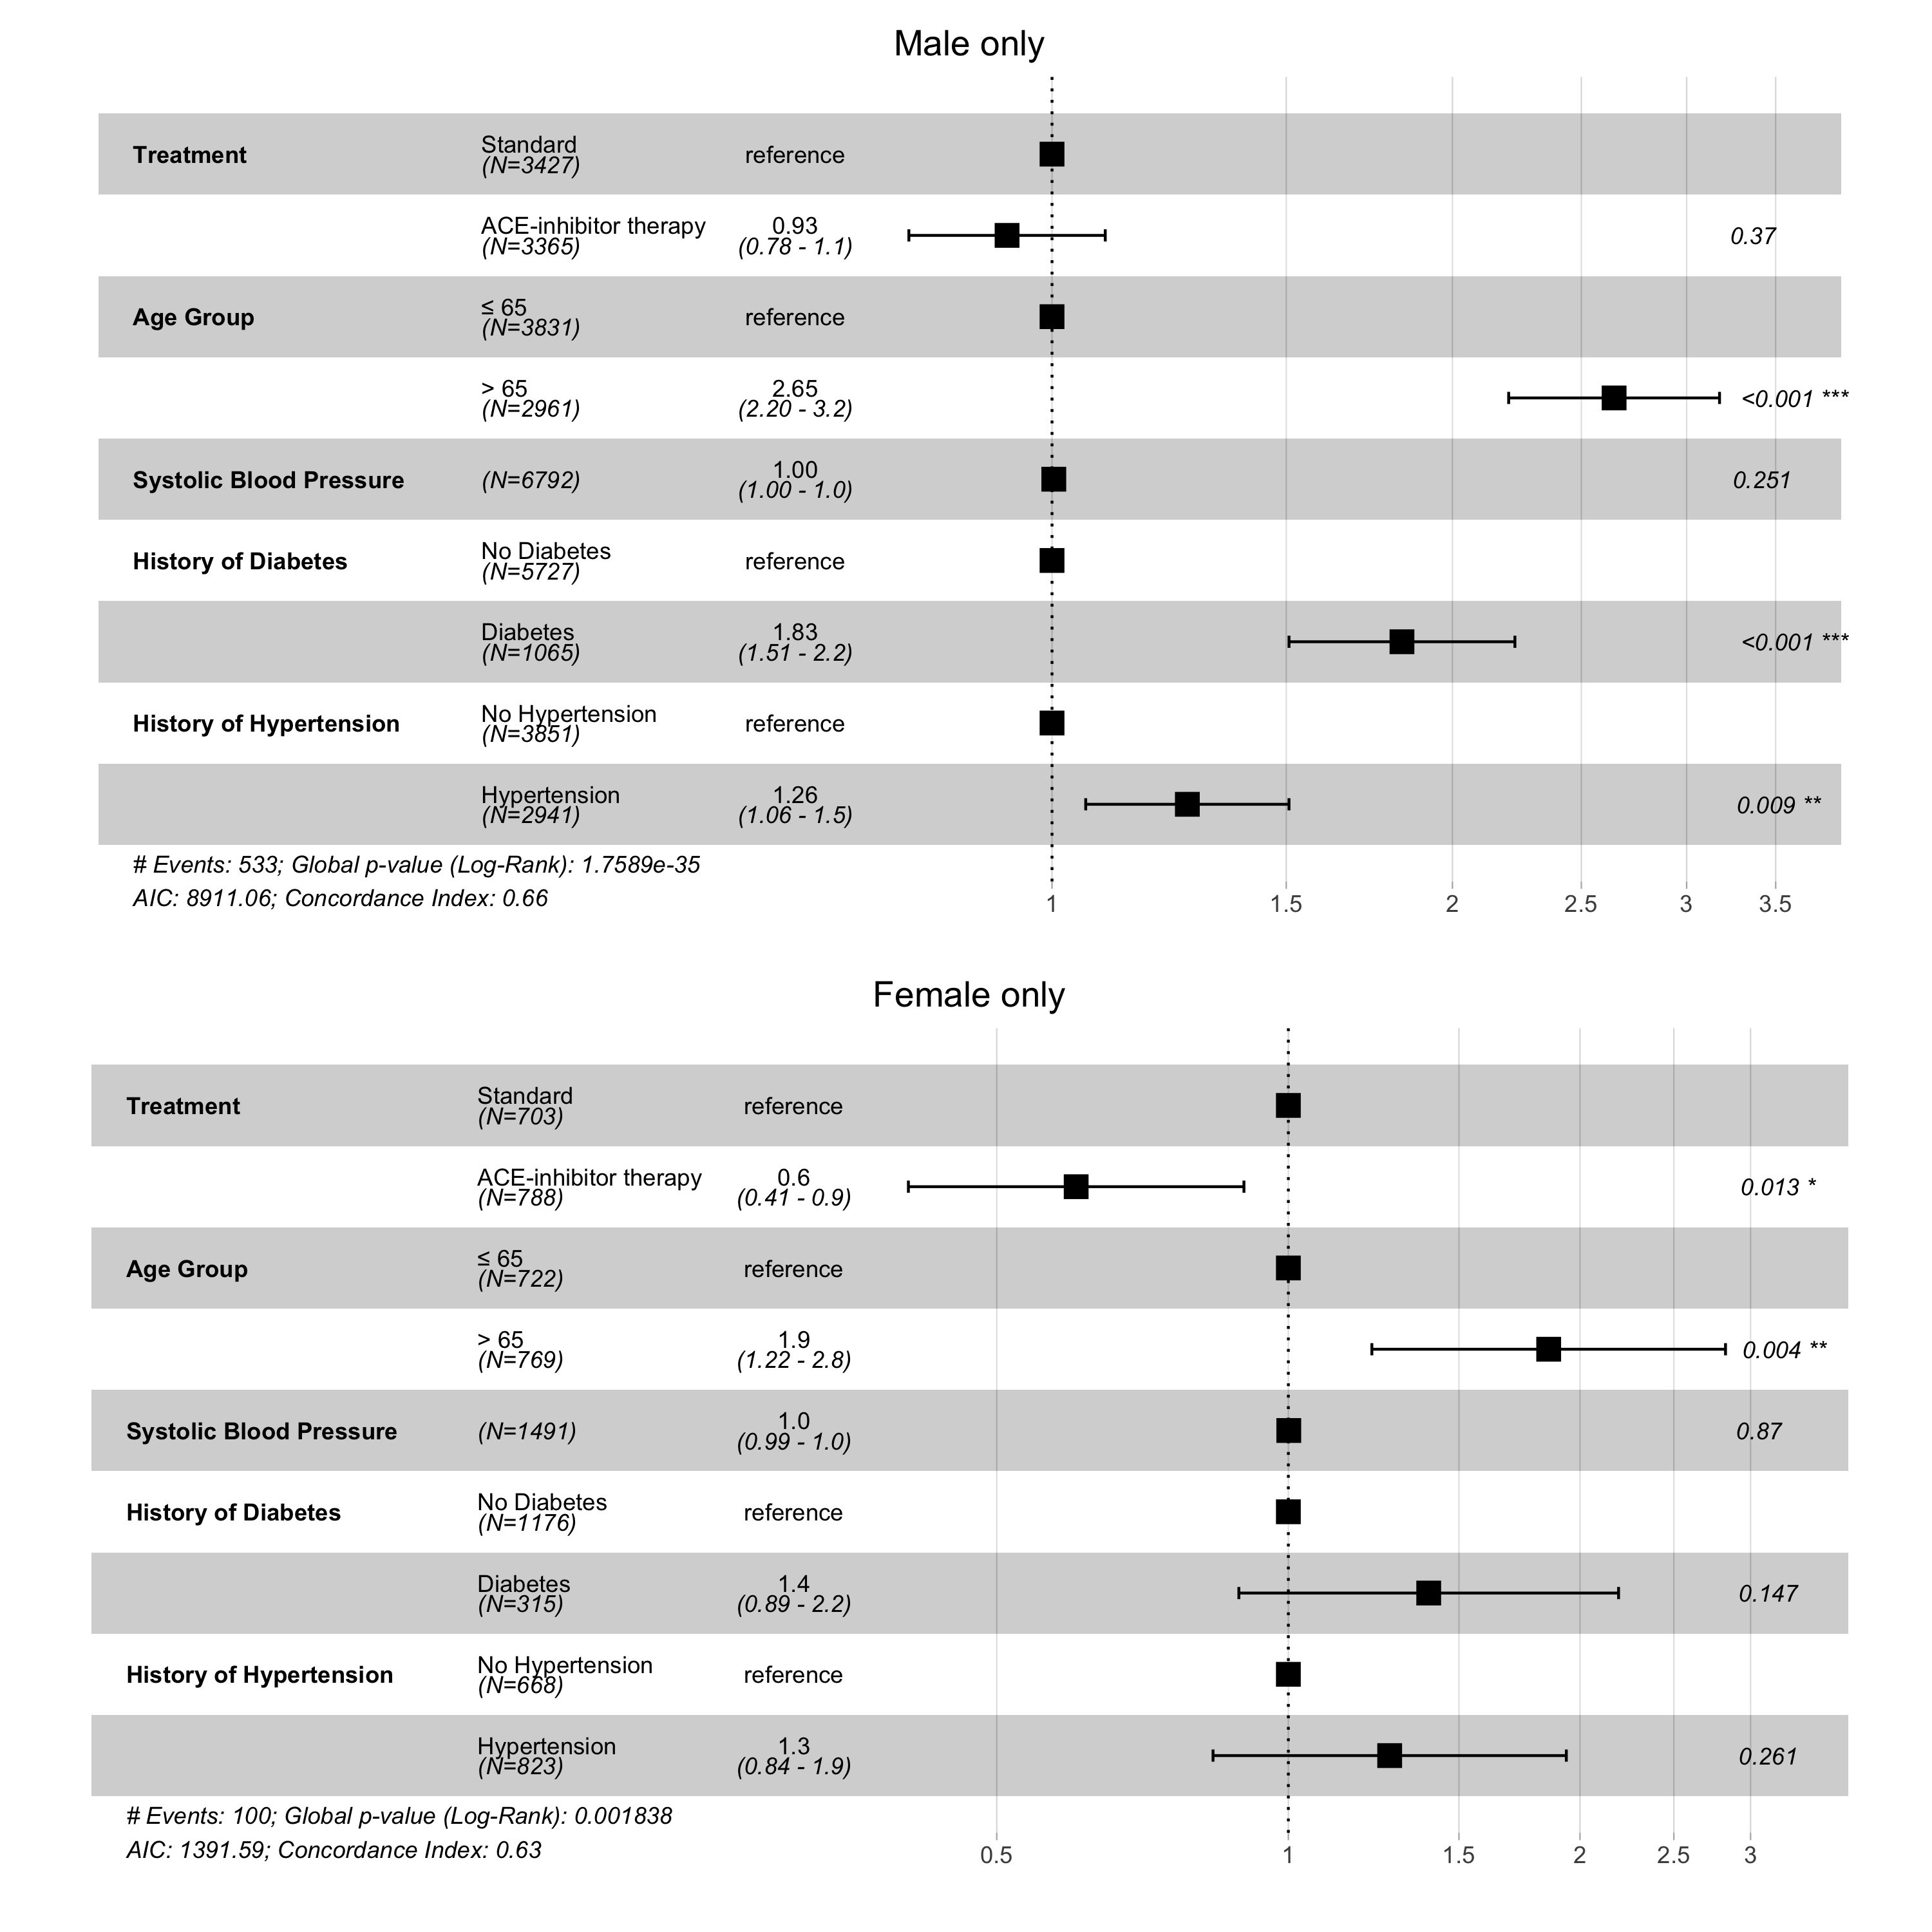 Male only
Treatment Standard (N=3427) reference
ACE-inhibitor therapy (N=3365) 0.93 (0.78 - 1.1) 0.37
Age Group ≤ 65 (N=3831) reference
> 65 (N=2961) 2.65 (2.20 - 3.2) <0.001 ***
Systolic Blood Pressure (N=6792) 1.00 (1.00 - 1.0) 0.251
History of Diabetes No Diabetes (N=5727) reference
Diabetes (N=1065) 1.83 (1.51 - 2.2) <0.001 ***
History of Hypertension No Hypertension (N=3851) reference
Hypertension (N=2941) 1.26 (1.06 - 1.5) 0.009 **
# Events: 533; Global p-value (Log-Rank): 1.7589e-35
AIC: 8911.06; Concordance Index: 0.66
1 1.5 2 2.5 3 3.5
Female only
Treatment Standard (N=703) reference
ACE-inhibitor therapy (N=788) 0.6 (0.41 - 0.9) 0.013 *
Age Group ≤ 65 (N=722) reference
> 65 (N=769) 1.9 (1.22 - 2.8) 0.004 **
Systolic Blood Pressure (N=1491) 1.0 (0.99 - 1.0) 0.87
History of Diabetes No Diabetes (N=1176) reference
Diabetes (N=315) 1.4 (0.89 - 2.2) 0.147
History of Hypertension No Hypertension (N=668) reference
Hypertension (N=823) 1.3 (0.84 - 1.9) 0.261
# Events: 100; Global p-value (Log-Rank): 0.001838
AIC: 1391.59; Concordance Index: 0.63
0.5 1 1.5 2 2.5 3